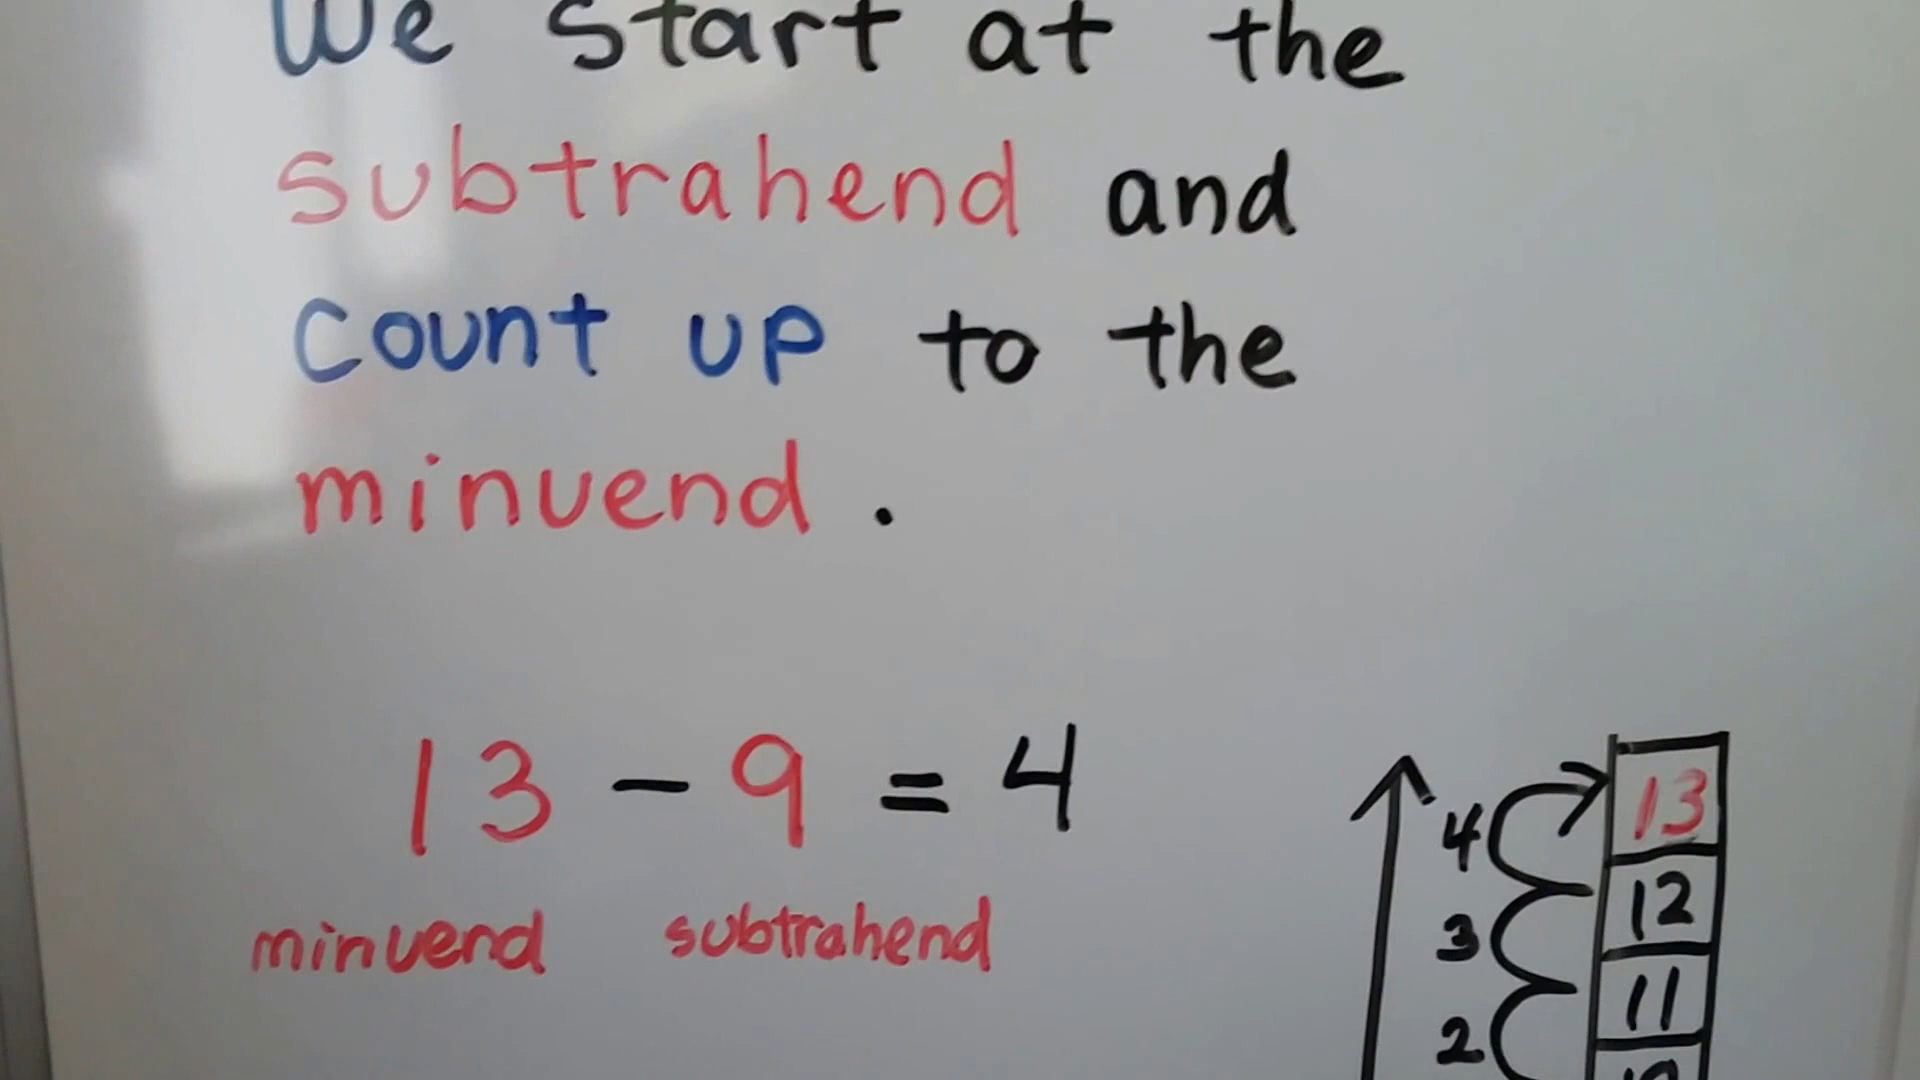 We start at the
subtrahend and
Count up to the
minuend.
13 - 9 = 4
minuend subtrahend
4 13
3 12
2 11
10